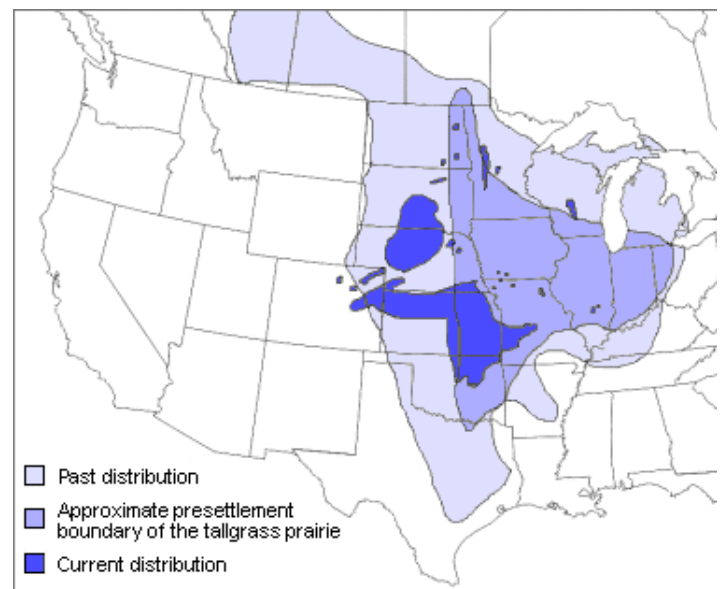 Past distribution
Approximate presettlement
boundary of the tallgrass prairie
Current distribution